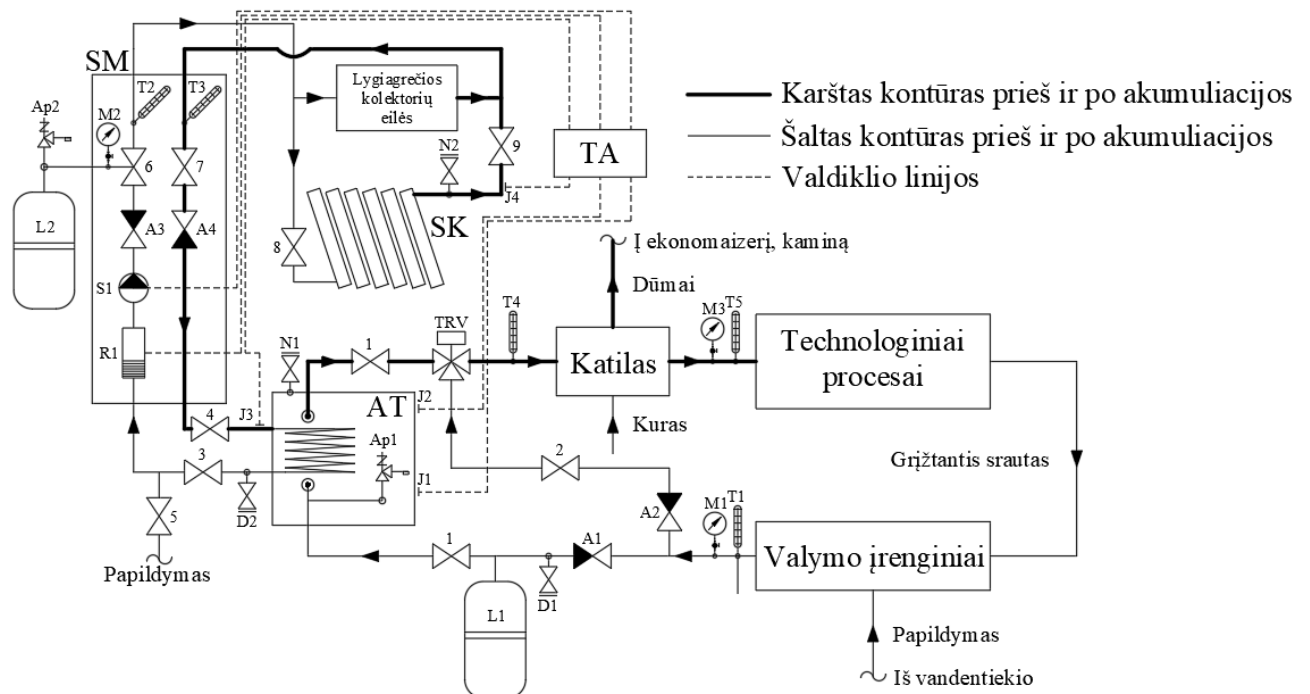 SM
T2
T3
Ap2
M2
6
7
L2
A3
A4
S1
R1
Lygiagrečios
kolektorių
eilės
N2
9
J4
TA
8
SK
Karštas kontūras prieš ir po akumuliacijos
Šaltas kontūras prieš ir po akumuliacijos
Valdiklio linijos
Į ekonomaizerį, kaminą
Dūmai
N1
1
TRV
T4
Katilas
M3
T5
Technologiniai
procesai
Kuras
4
J3
AT
J2
Ap1
J1
3
D2
5
Papildymas
2
A2
Grįžtantis srautas
1
A1
D1
L1
M1
T1
Valymo įrenginiai
Papildymas
Iš vandentiekio